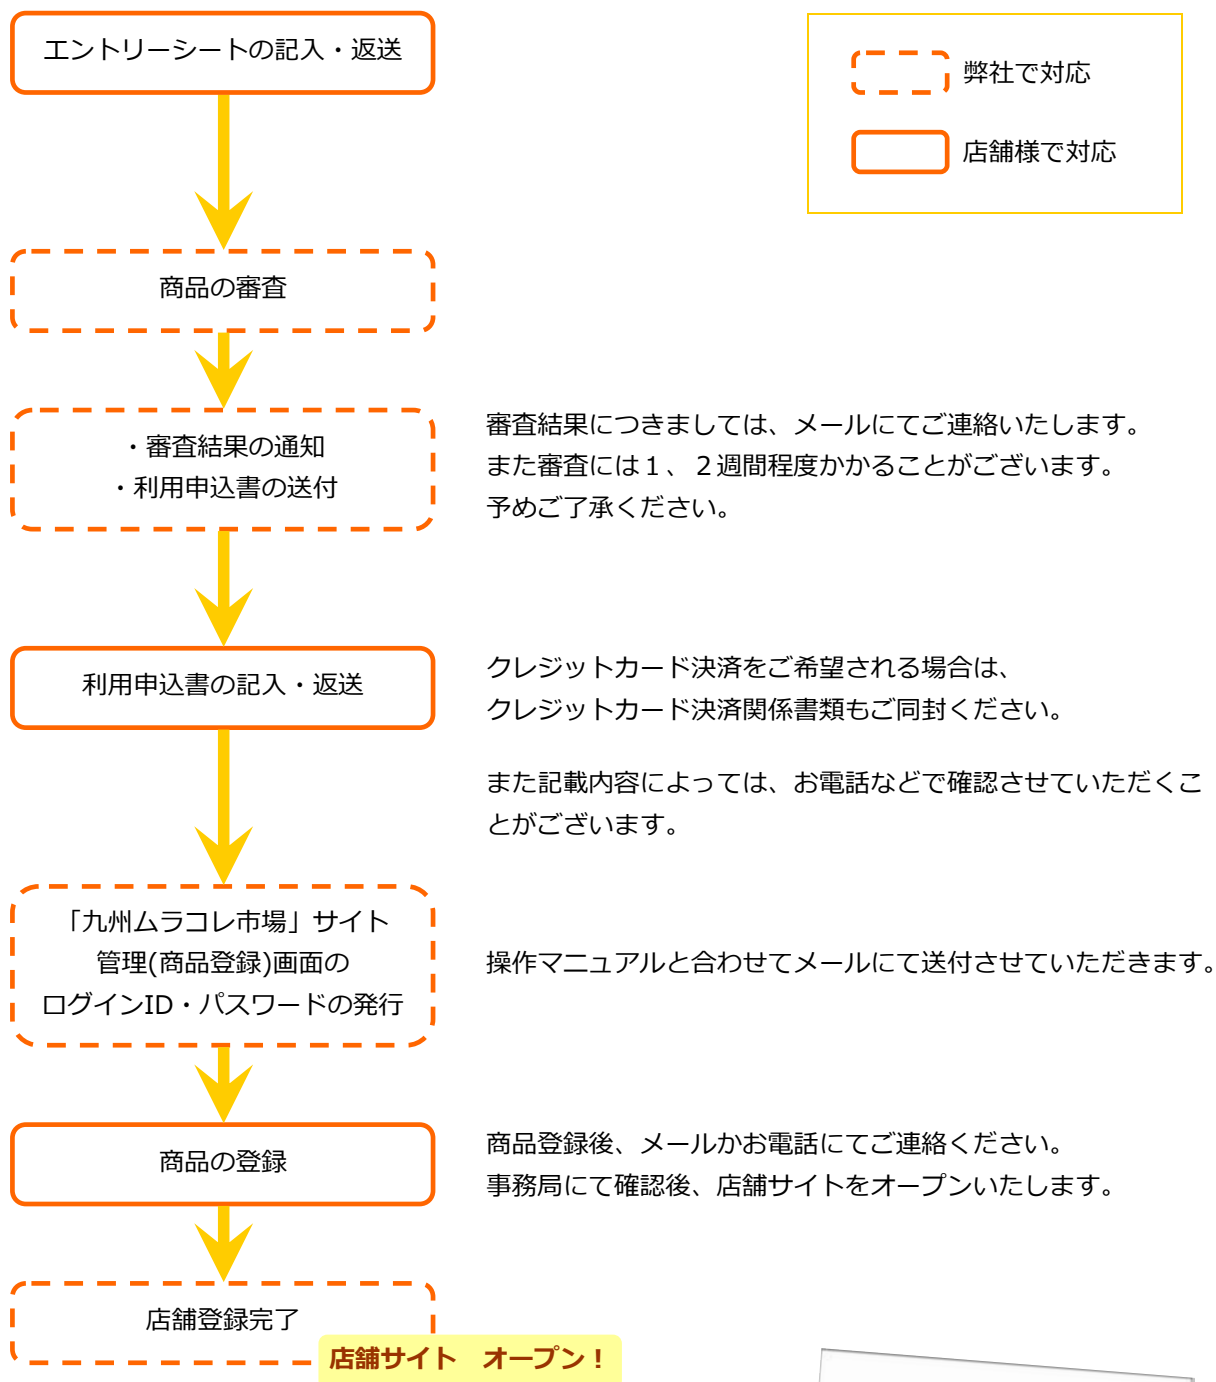 エントリーシートの記入・返送
弊社で対応
店舗様で対応
商品の審査
・審査結果の通知
・利用申込書の送付
審査結果につきましては、メールにてご連絡いたします。
また審査には１、２週間程度かかることがございます。
予めご了承ください。
利用申込書の記入・返送
クレジットカード決済をご希望される場合は、
クレジットカード決済関係書類もご同封ください。
また記載内容によっては、お電話などで確認させていただくこ
とがございます。
「九州ムラコレ市場」サイト
管理(商品登録)画面の
ログインID・パスワードの発行
操作マニュアルと合わせてメールにて送付させていただきます。
商品の登録
商品登録後、メールかお電話にてご連絡ください。
事務局にて確認後、店舗サイトをオープンいたします。
店舗登録完了
店舗サイト　オープン！